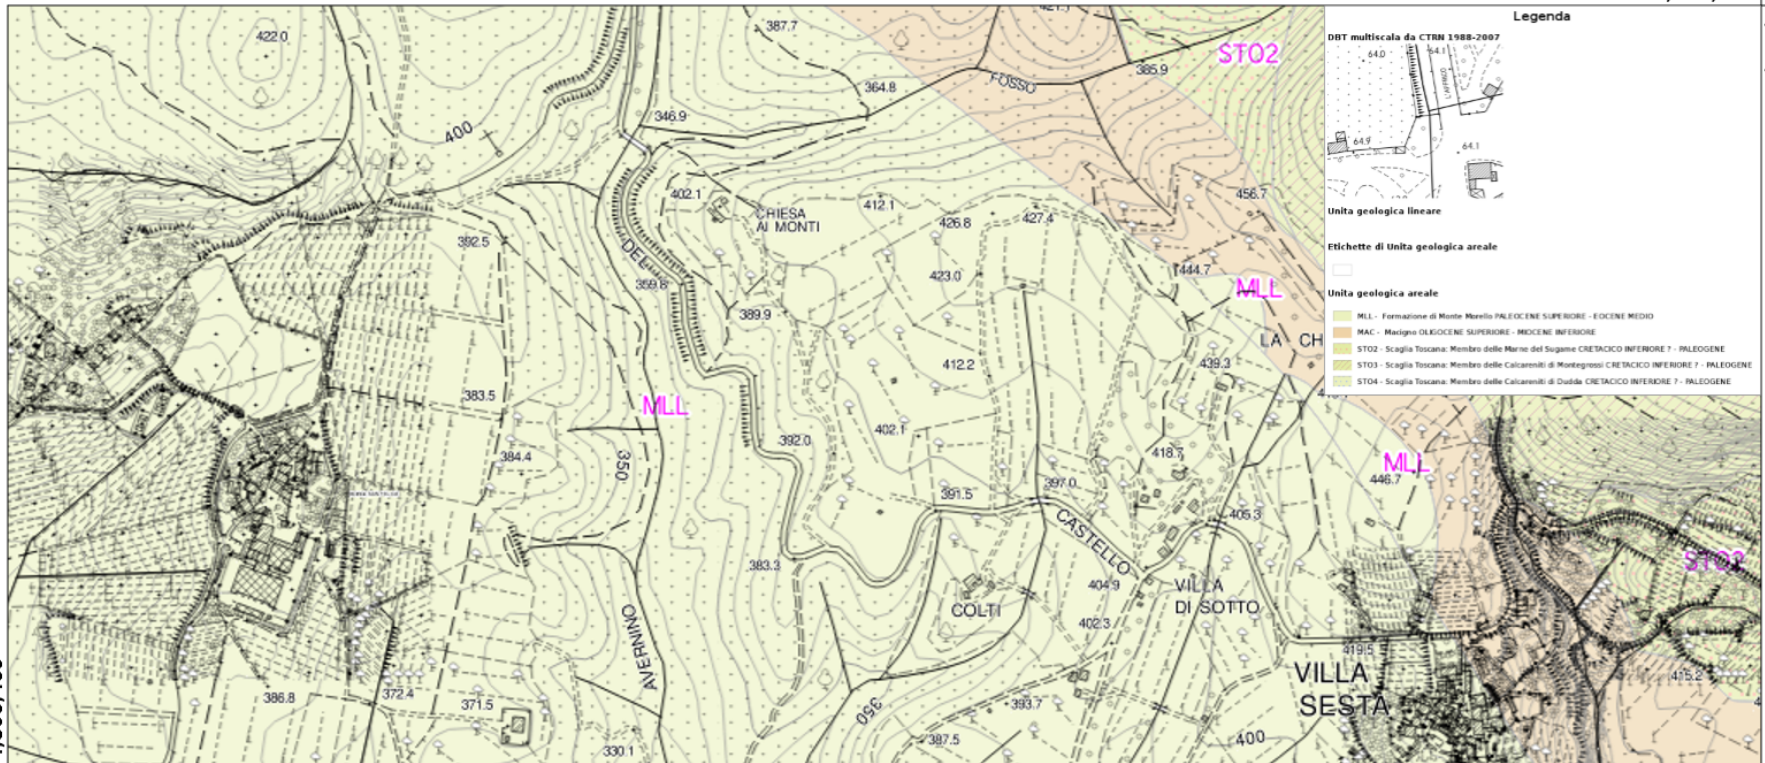 Legenda
DBT multiscala da CTRN 1988-2007
64.0
64.1
64.9
64.1
Unita geologica lineare
Etichette di Unita geologica areale
Unita geologica areale
MLL - Formazione di Monte Morello PALEOCENE SUPERIORE - EOCENE MEDIO
MAC - Macigno OLIGOCENE SUPERIORE - MIOCENE INFERIORE
STO2 - Scaglia Toscana: Membro delle Marne del Sugame CRETACICO INFERIORE ? - PALEOGENE
STO3 - Scaglia Toscana: Membro delle Calcareniti di Montegrossi CRETACICO INFERIORE ? - PALEOGENE
STO4 - Scaglia Toscana: Membro delle Calcareniti di Dudda CRETACICO INFERIORE ? - PALEOGENE
422.0
387.7
STO2
385.9
FOSSO
364.8
346.9
400
402.1
CHIESA
AI MONTI
412.1
426.8
427.4
456.7
392.5
DEL
359.8
423.0
444.7
MLL
389.9
LA CH
412.2
439.3
383.5
MLL
402.1
392.0
384.4
350
418.7
MLL
446.7
391.5
397.0
405.3
CASTELLO
383.3
404.9
VILLA
DI SOTTO
STO2
COLTI
402.3
AVERNINO
419.5
VILLA
SESTA
415.2
386.8
372.4
371.5
393.7
350
387.5
400
330.1